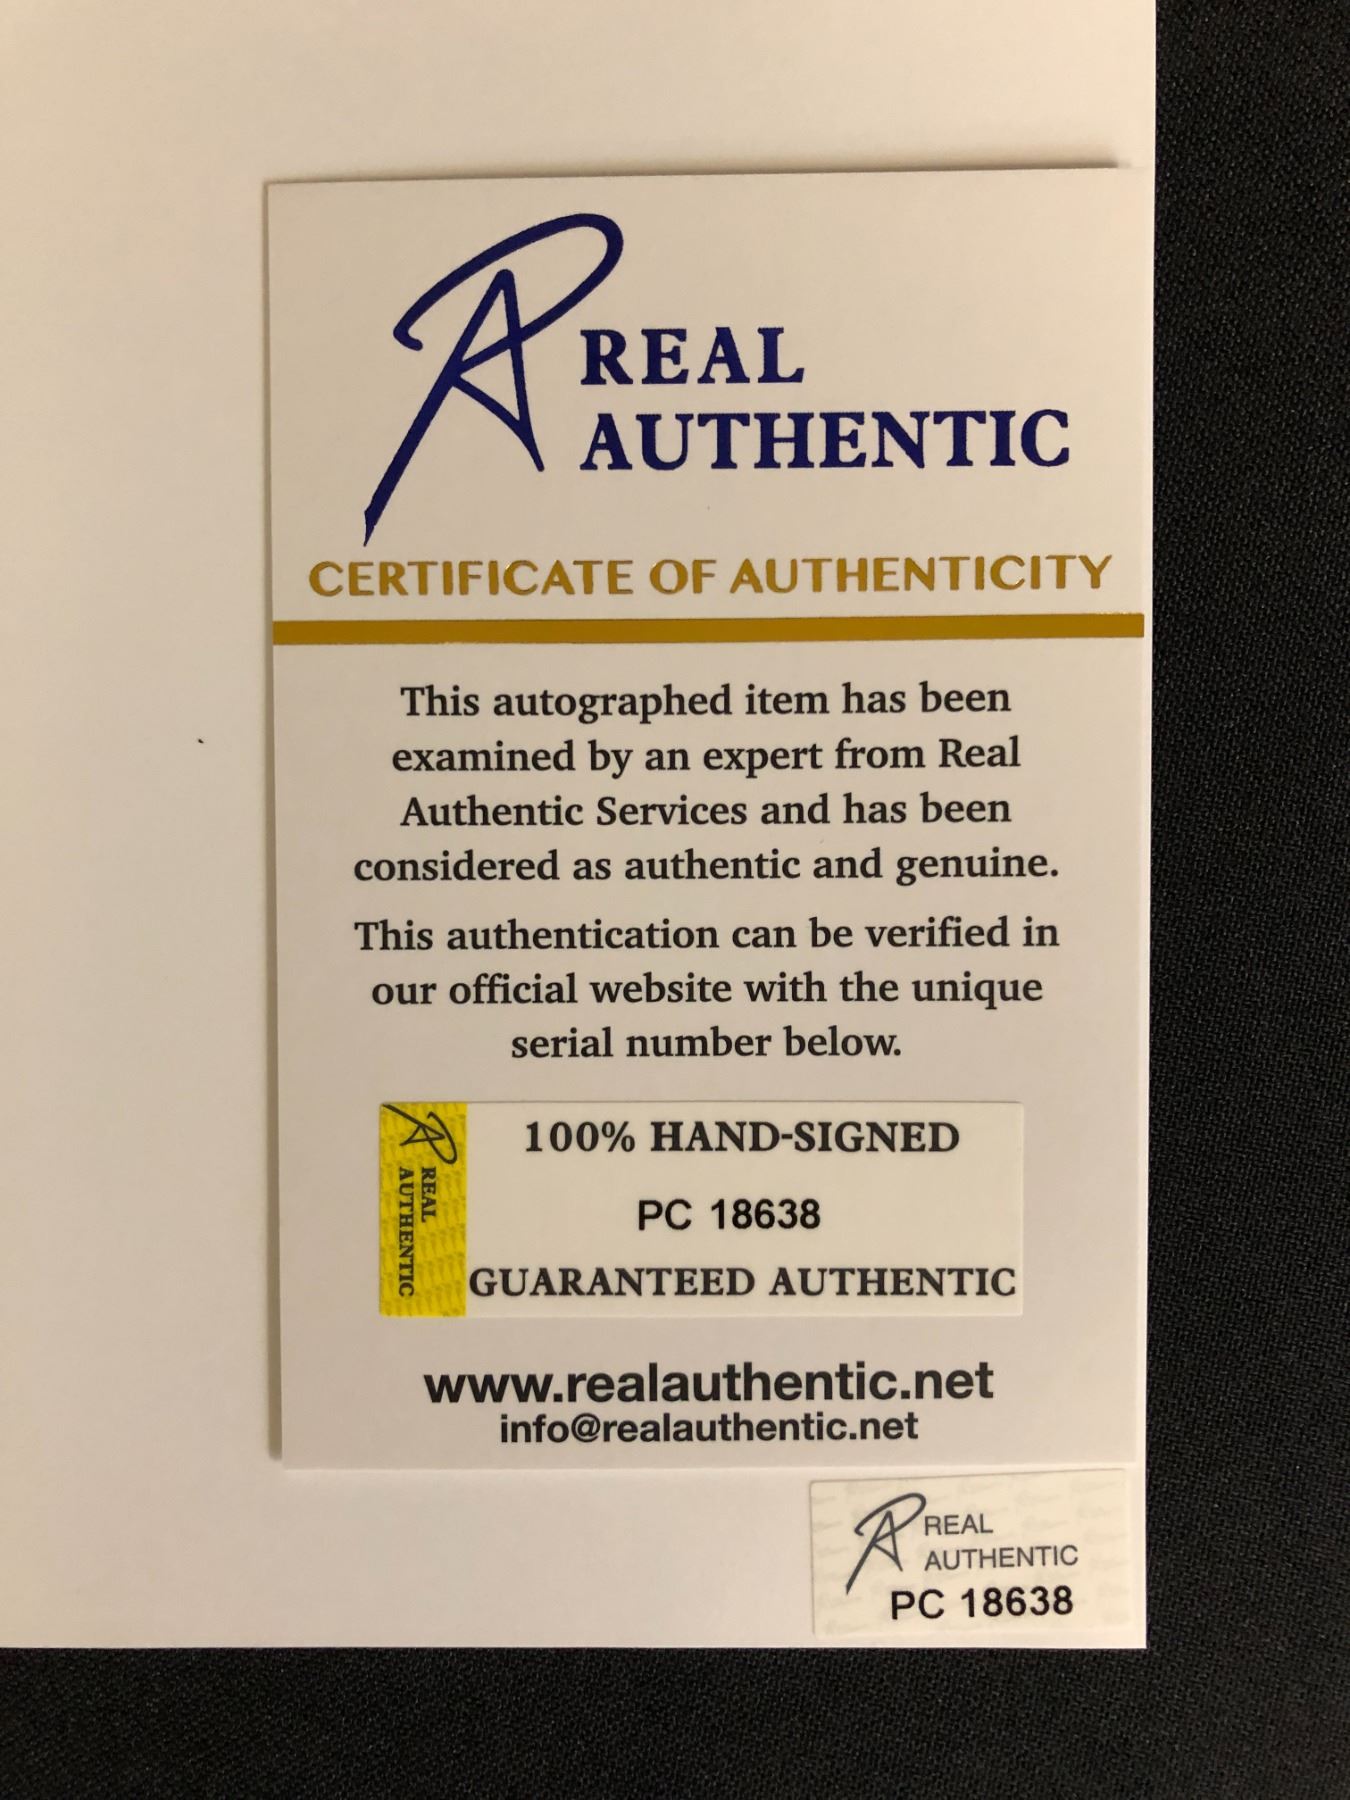 REAL
AUTHENTIC
CERTIFICATE OF AUTHENTICITY
This autographed item has been
examined by an expert from Real
Authentic Services and has been
considered as authentic and genuine.
This authentication can be verified in
our official website with the unique
serial number below.
REAL
AUTHENTIC
100% HAND-SIGNED
PC 18638
GUARANTEED AUTHENTIC
www.realauthentic.net
info@realauthentic.net
REAL
AUTHENTIC
PC 18638